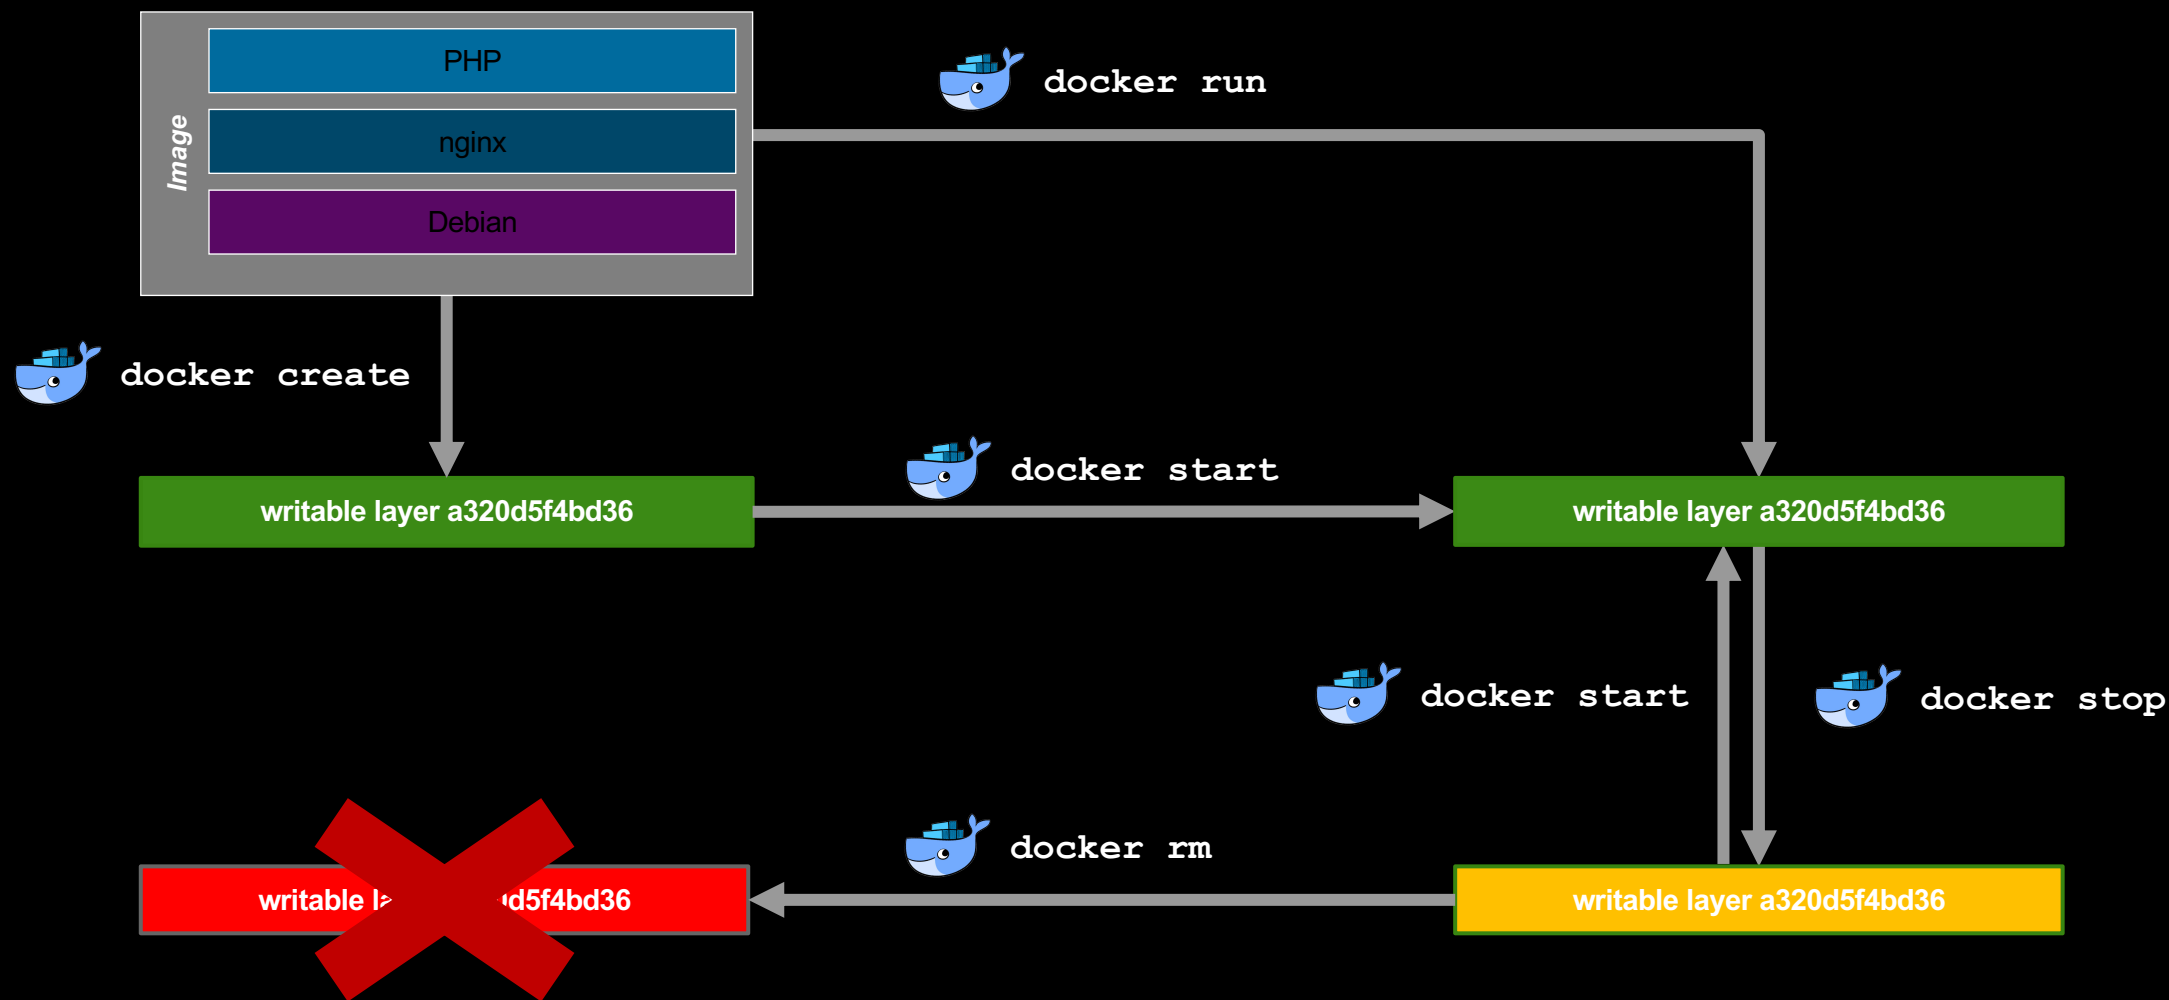 PHP
nginx
Debian
Image
docker run
docker create
docker start
writable layer a320d5f4bd36
writable layer a320d5f4bd36
docker start
docker stop
docker rm
writable d5f4bd36
writable layer a320d5f4bd36